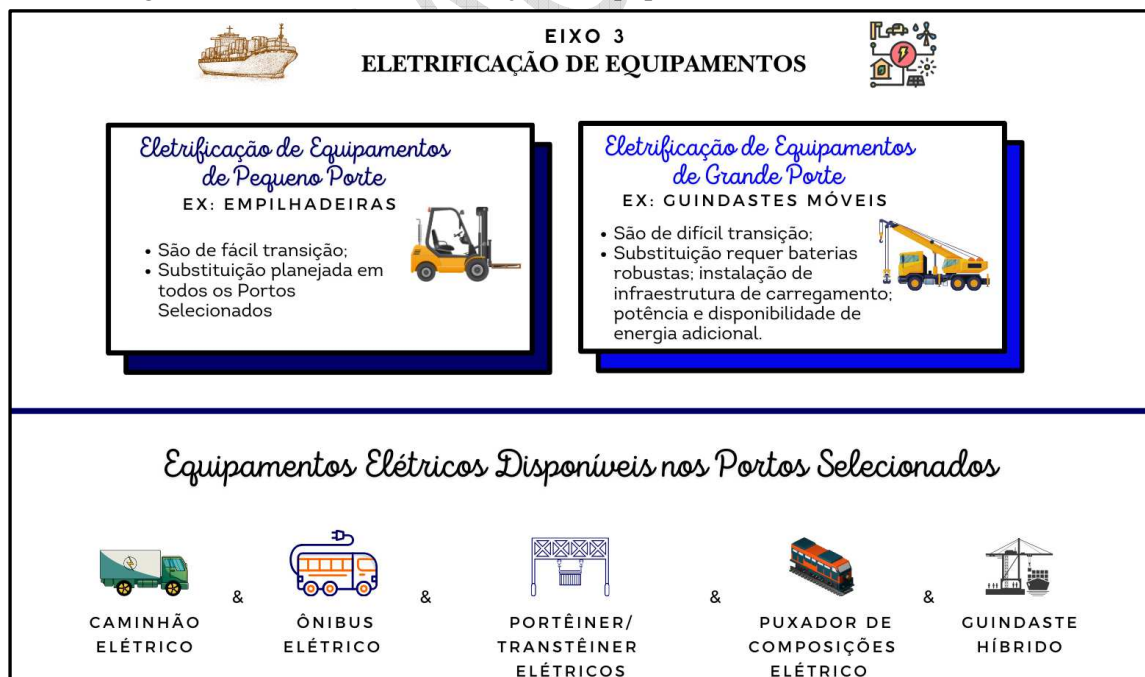 EIXO 3
ELETRIFICAÇÃO DE EQUIPAMENTOS
Eletrificação de Equipamentos
de Pequeno Porte
EX: EMPILHADEIRAS
• São de fácil transição;
• Substituição planejada em
todos os Portos
Selecionados
Eletrificação de Equipamentos
de Grande Porte
EX: GUINDASTES MÓVEIS
• São de difícil transição;
• Substituição requer baterias
robustas; instalação de
infraestrutura de carregamento;
potência e disponibilidade de
energia adicional.
Equipamentos Elétricos Disponíveis nos Portos Selecionados
CAMINHÃO
ELÉTRICO
&
ÔNIBUS
ELÉTRICO
&
PORTÊINER/
TRANSTÊINER
ELÉTRICOS
&
PUXADOR DE
COMPOSIÇÕES
ELÉTRICO
&
GUINDASTE
HÍBRIDO